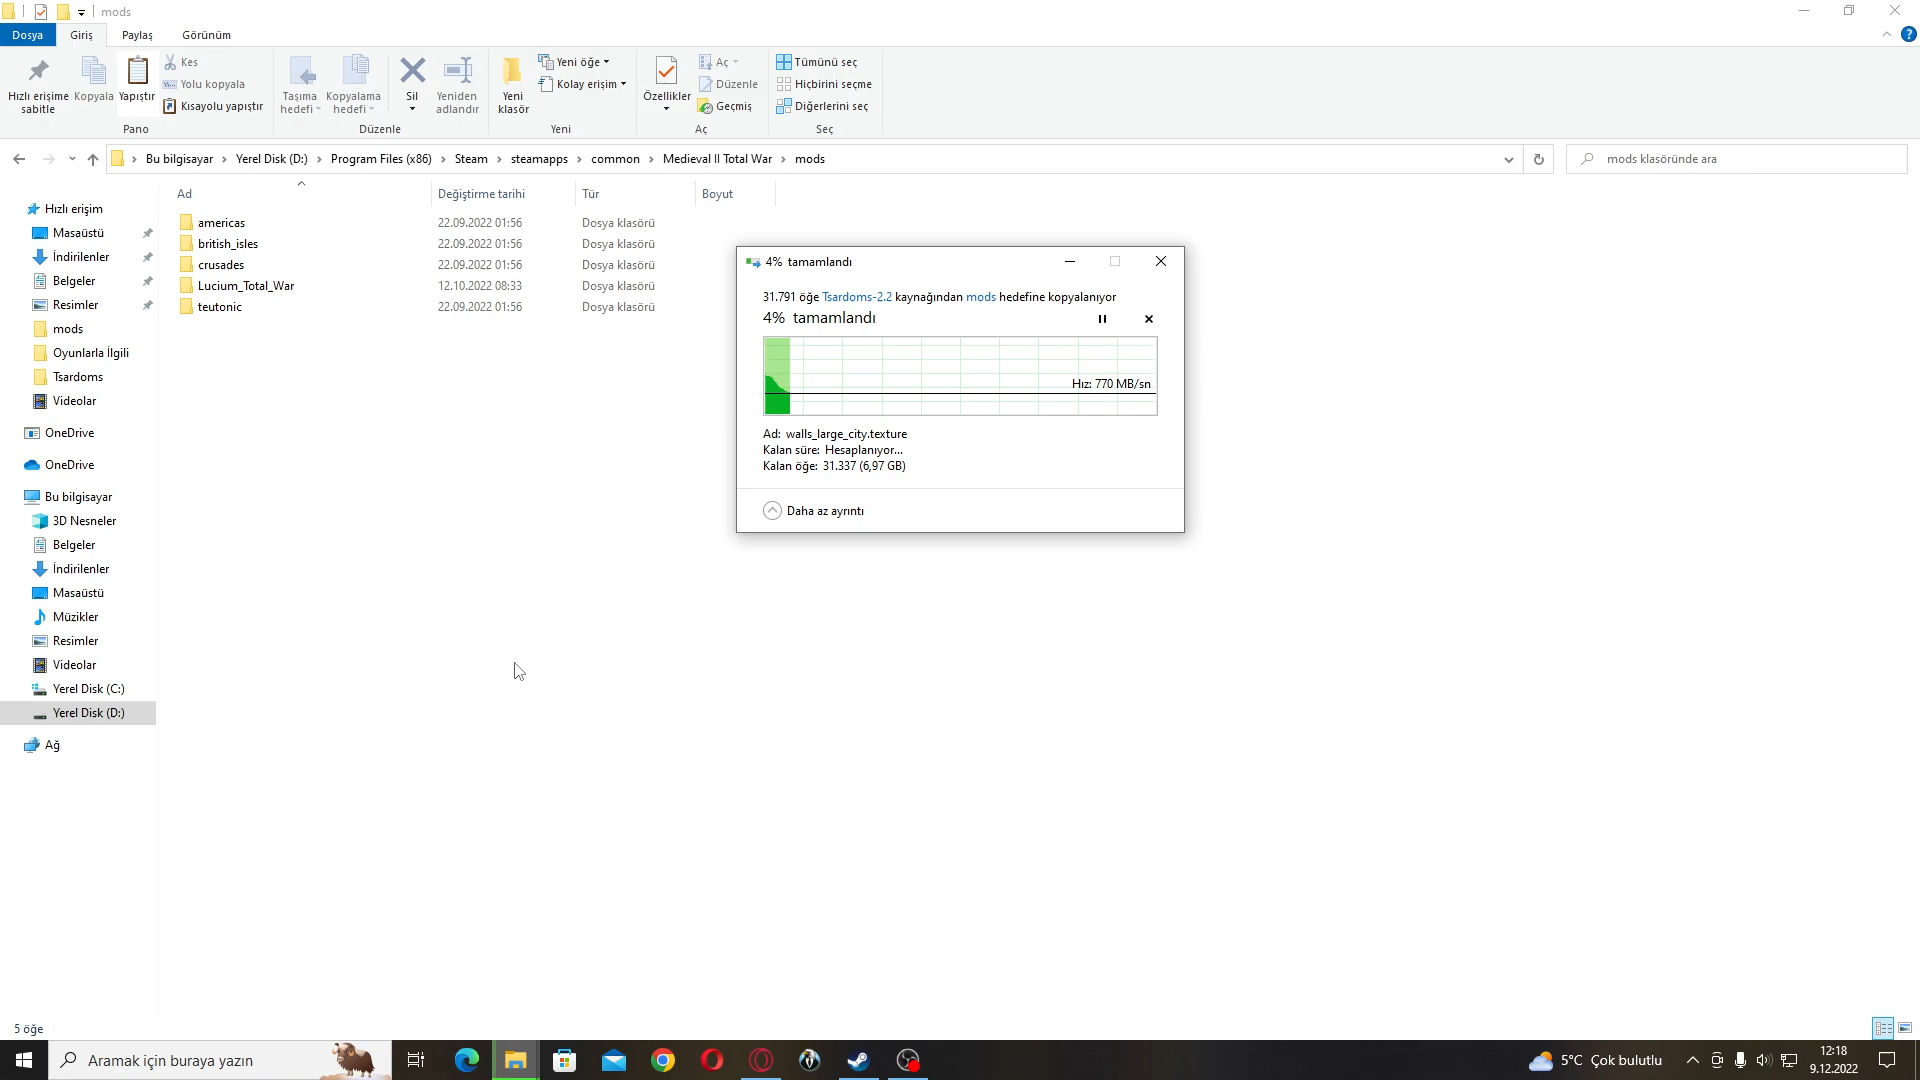 mods
Dosya
Giriş
Paylaş
Görünüm
Hızlı erişime sabitle
Kopyala
Yapıştır
Kes
Yolu kopyala
Kısayolu yapıştır
Pano
Taşıma hedefi
Kopyalama hedefi
Sil
Yeniden adlandır
Düzenle
Yeni klasör
Yeni öğe
Kolay erişim
Yeni
Özellikler
Aç
Düzenle
Geçmiş
Aç
Tümünü seç
Hiçbirini seçme
Diğerlerini seç
Seç
Bu bilgisayar
Yerel Disk (D:)
Program Files (x86)
Steam
steamapps
common
Medieval II Total War
mods
mods klasöründe ara
Ad
Değiştirme tarihi
Tür
Boyut
americas 22.09.2022 01:56 Dosya klasörü
british_isles 22.09.2022 01:56 Dosya klasörü
crusades 22.09.2022 01:56 Dosya klasörü
Lucium_Total_War 12.10.2022 08:33 Dosya klasörü
teutonic 22.09.2022 01:56 Dosya klasörü
Hızlı erişim
Masaüstü
İndirilenler
Belgeler
Resimler
mods
Oyunlarla İlgili
Tsardoms
Videolar
OneDrive
OneDrive
Bu bilgisayar
3D Nesneler
Belgeler
İndirilenler
Masaüstü
Müzikler
Resimler
Videolar
Yerel Disk (C:)
Yerel Disk (D:)
Ağ
4% tamamlandı
31.791 öğe Tsardoms-2.2 kaynağından mods hedefine kopyalanıyor
4% tamamlandı
Hız: 770 MB/sn
Ad: walls_large_city.texture
Kalan süre: Hesaplanıyor...
Kalan öğe: 31.337 (6,97 GB)
Daha az ayrıntı
5 öğe
Aramak için buraya yazın
5°C Çok bulutlu
12:18
9.12.2022